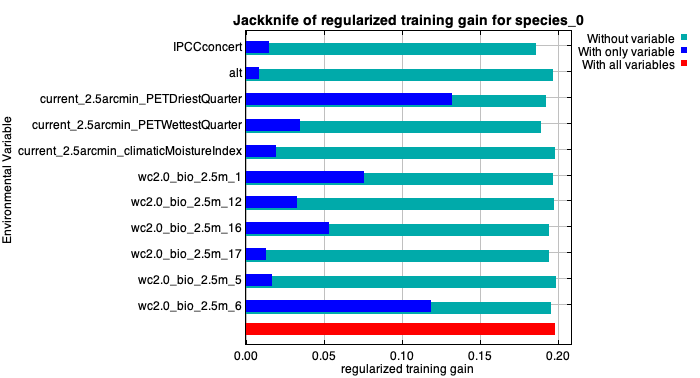 Jackknife of regularized training gain for species_0
Without variable
With only variable
With all variables
Environmental Variable
IPCCconcert
alt
current_2.5arcmin_PETDriestQuarter
current_2.5arcmin_PETWettestQuarter
current_2.5arcmin_climaticMoistureIndex
wc2.0_bio_2.5m_1
wc2.0_bio_2.5m_12
wc2.0_bio_2.5m_16
wc2.0_bio_2.5m_17
wc2.0_bio_2.5m_5
wc2.0_bio_2.5m_6
0.00 0.05 0.10 0.15 0.20
regularized training gain